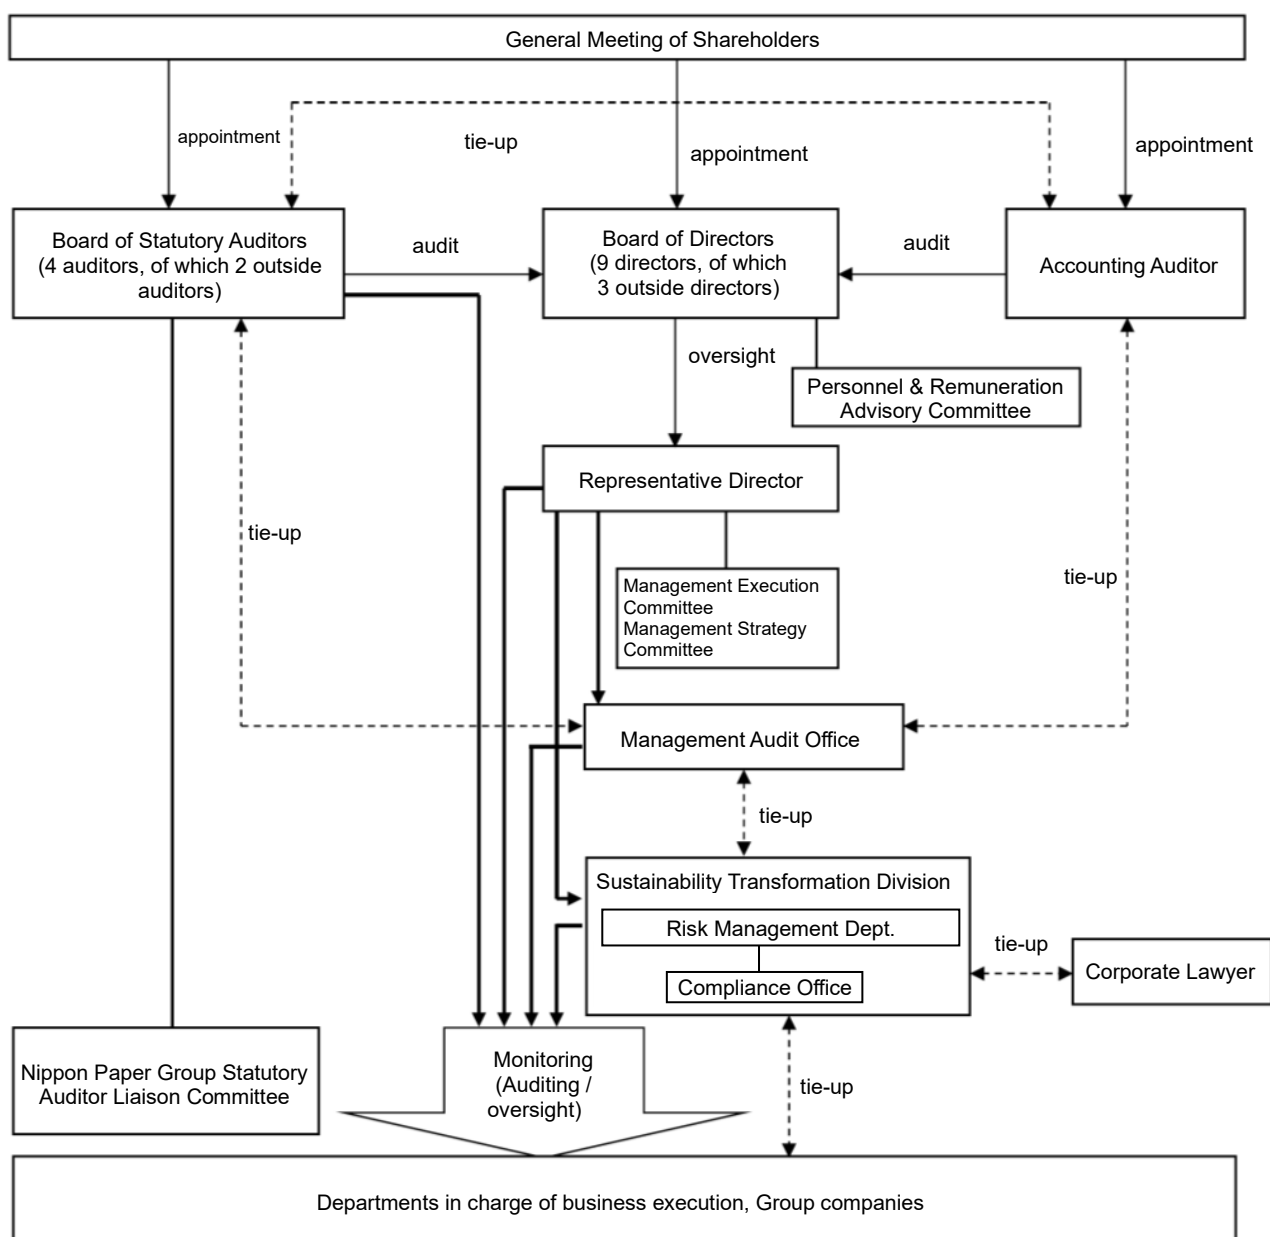 General Meeting of Shareholders
appointment
tie-up
appointment
appointment
Board of Statutory Auditors
(4 auditors, of which 2 outside
auditors)
audit
Board of Directors
(9 directors, of which
3 outside directors)
audit
Accounting Auditor
oversight
Personnel & Remuneration
Advisory Committee
Representative Director
tie-up
Management Execution
Committee
Management Strategy
Committee
tie-up
Management Audit Office
tie-up
Sustainability Transformation Division
Risk Management Dept.
Compliance Office
tie-up
Corporate Lawyer
Nippon Paper Group Statutory
Auditor Liaison Committee
Monitoring
(Auditing /
oversight)
tie-up
Departments in charge of business execution, Group companies